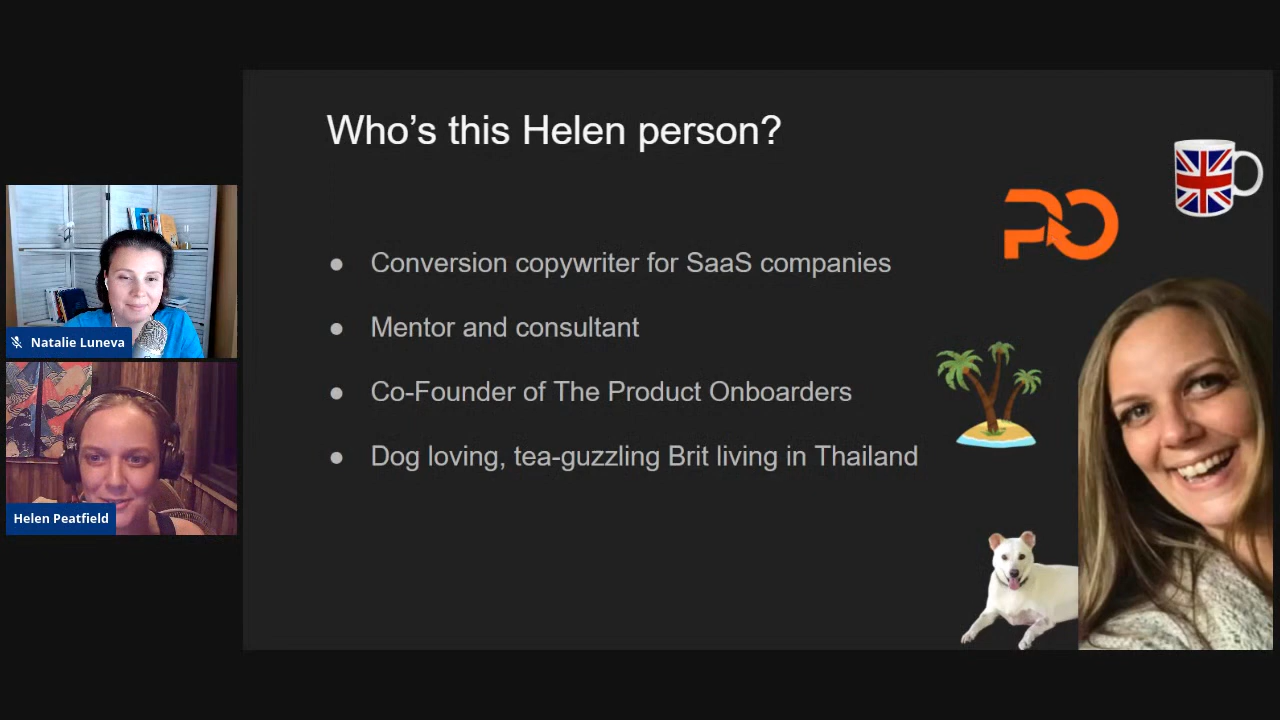 Who's this Helen person?
Conversion copywriter for SaaS companies
Mentor and consultant
Co-Founder of The Product Onboarders
Dog loving, tea-guzzling Brit living in Thailand
PO
Natalie Luneva
Helen Peatfield